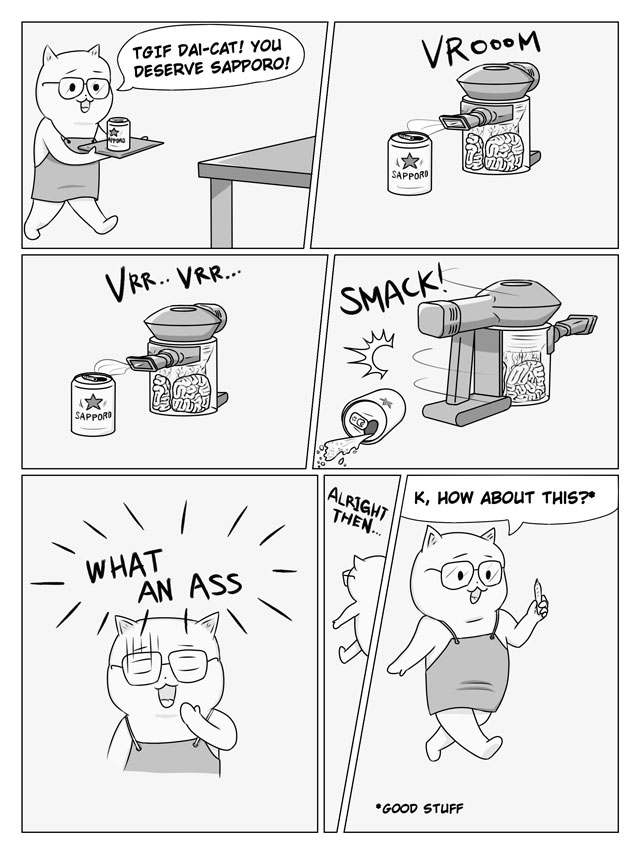 TGIF DAI-CAT! YOU
DESERVE SAPPORO!
SAPPORO
VROOOM
SAPPORO
VRR.. VRR...
SAPPORO
SMACK!
WHAT
AN ASS
ALRIGHT
THEN...
K, HOW ABOUT THIS?*
*GOOD STUFF